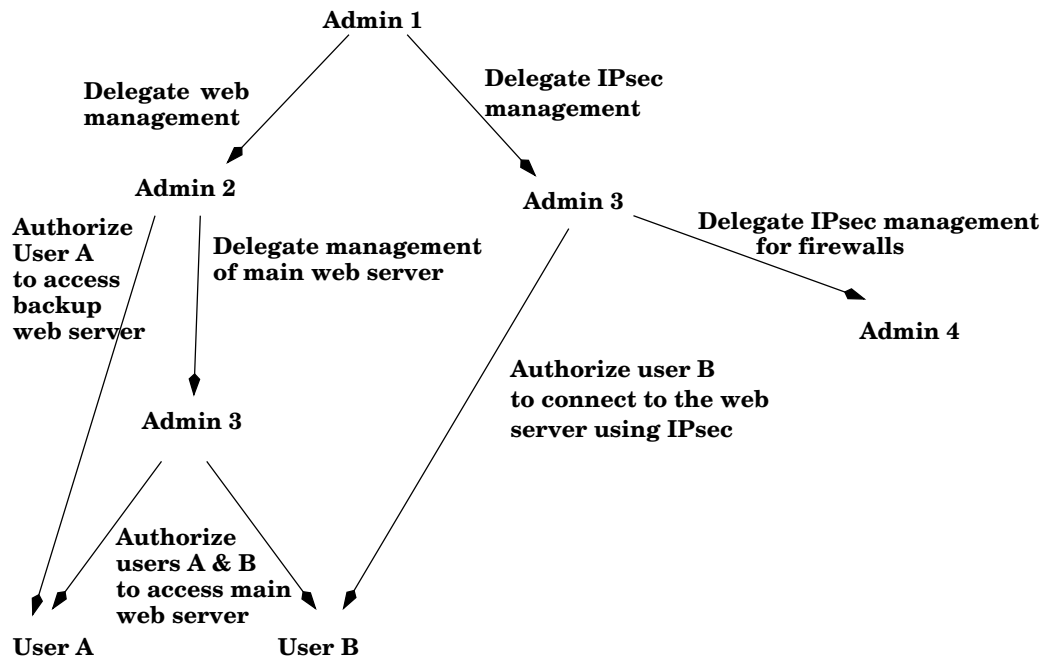 Admin 1
Delegate web
management
Delegate IPsec
management
Admin 2
Admin 3
Authorize
User A
to access
backup
web server
Delegate management
of main web server
Delegate IPsec management
for firewalls
Admin 4
Authorize user B
to connect to the web
server using IPsec
Admin 3
Authorize
users A & B
to access main
web server
User A
User B